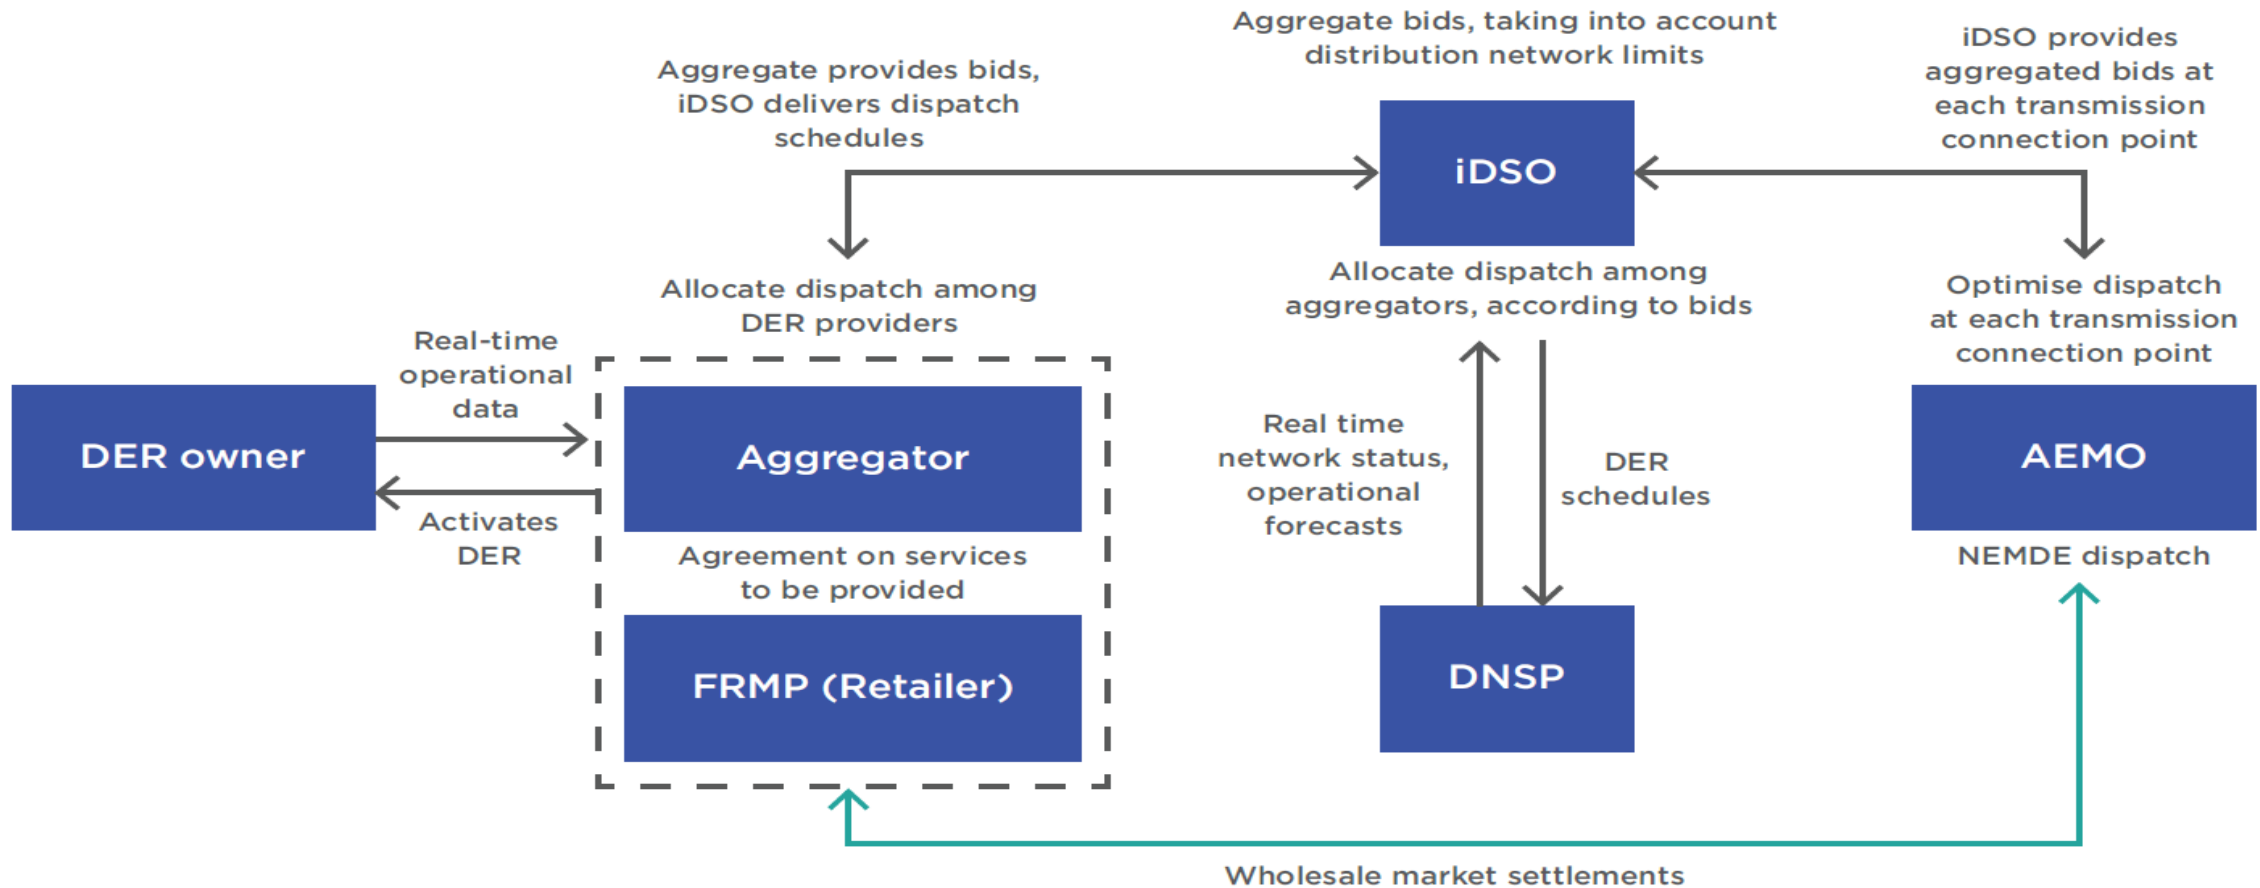 Aggregate bids, taking into account
distribution network limits
iDSO provides
aggregated bids at
each transmission
connection point
Aggregate provides bids,
iDSO delivers dispatch
schedules
iDSO
Allocate dispatch among
DER providers
Allocate dispatch among
aggregators, according to bids
Optimise dispatch
at each transmission
connection point
Real-time
operational
data
DER owner
Activates
DER
Aggregator
Agreement on services
to be provided
FRMP (Retailer)
Real time
network status,
operational
forecasts
DER
schedules
DNSP
AEMO
NEMDE dispatch
Wholesale market settlements